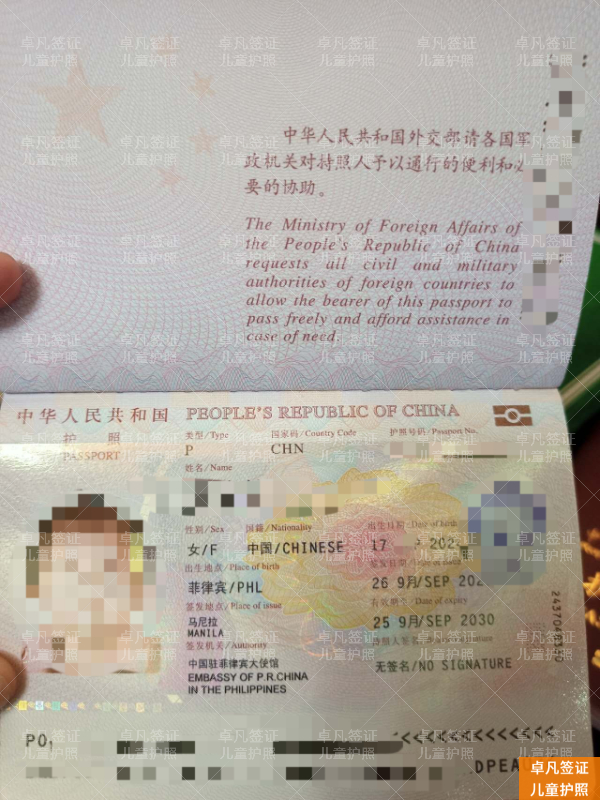 中华人民共和国外交部请各国军
政机关对持照人予以通行的便利和必
要的协助。
The Ministry of Foreign Affairs of
the People's Republic of China
requests all civil and military
authorities of foreign countries to
allow the bearer of this passport to
pass freely and afford assistance in
case of need.
中华人民共和国 PEOPLE'S REPUBLIC OF CHINA
护 照
PASSPORT
类型/Type 国家码/Country Code 护照号码/Passport No.
P CHN
姓名/Name
性别/Sex 国籍/Nationality 出生日期/Date of birth
女/F 中国/CHINESE 17 202
出生地点/Place of birth 签发日期/Date of issue
菲律宾/PHL 26 9月/SEP 202
签发地点/Place of issue 有效期至/Date of expiry
马尼拉 25 9月/SEP 2030
MANILA
签发机关/Authority 持照人签名/Bearer's signature
中国驻菲律宾大使馆 无签名/NO SIGNATURE
EMBASSY OF P.R.CHINA
IN THE PHILIPPINES
PO
<<<<<<<<<<<<
DPEA
卓凡签证
儿童护照